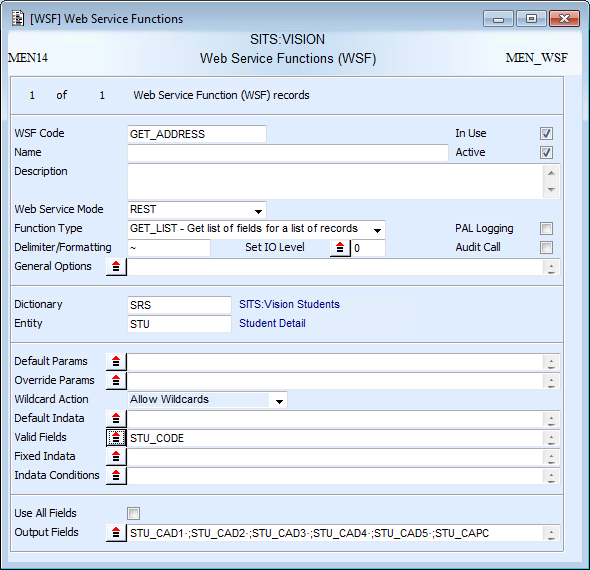 [WSF] Web Service Functions
SITS:VISION
MEN14 Web Service Functions (WSF) MEN_WSF
1 of 1 Web Service Function (WSF) records
WSF Code GET_ADDRESS In Use
Name Active
Description
Web Service Mode REST
Function Type GET_LIST - Get list of fields for a list of records PAL Logging
Delimiter/Formatting ~ Set IO Level 0 Audit Call
General Options
Dictionary SRS SITS:Vision Students
Entity STU Student Detail
Default Params
Override Params
Wildcard Action Allow Wildcards
Default Indata
Valid Fields STU_CODE
Fixed Indata
Indata Conditions
Use All Fields
Output Fields STU_CAD1·;STU_CAD2·;STU_CAD3·;STU_CAD4·;STU_CAD5·;STU_CAPC